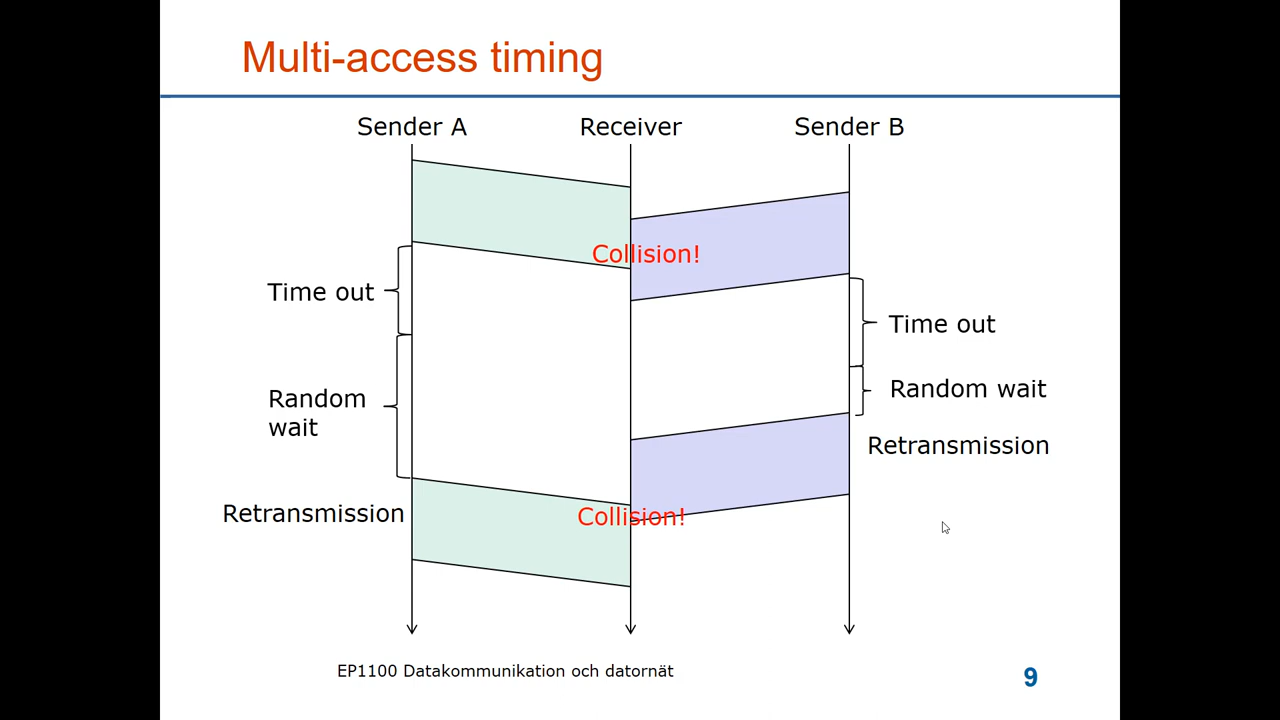 Multi-access timing
Sender A
Receiver
Sender B
Collision!
Time out
Time out
Random
wait
Random wait
Retransmission
Retransmission
Collision!
EP1100 Datakommunikation och datornät
9